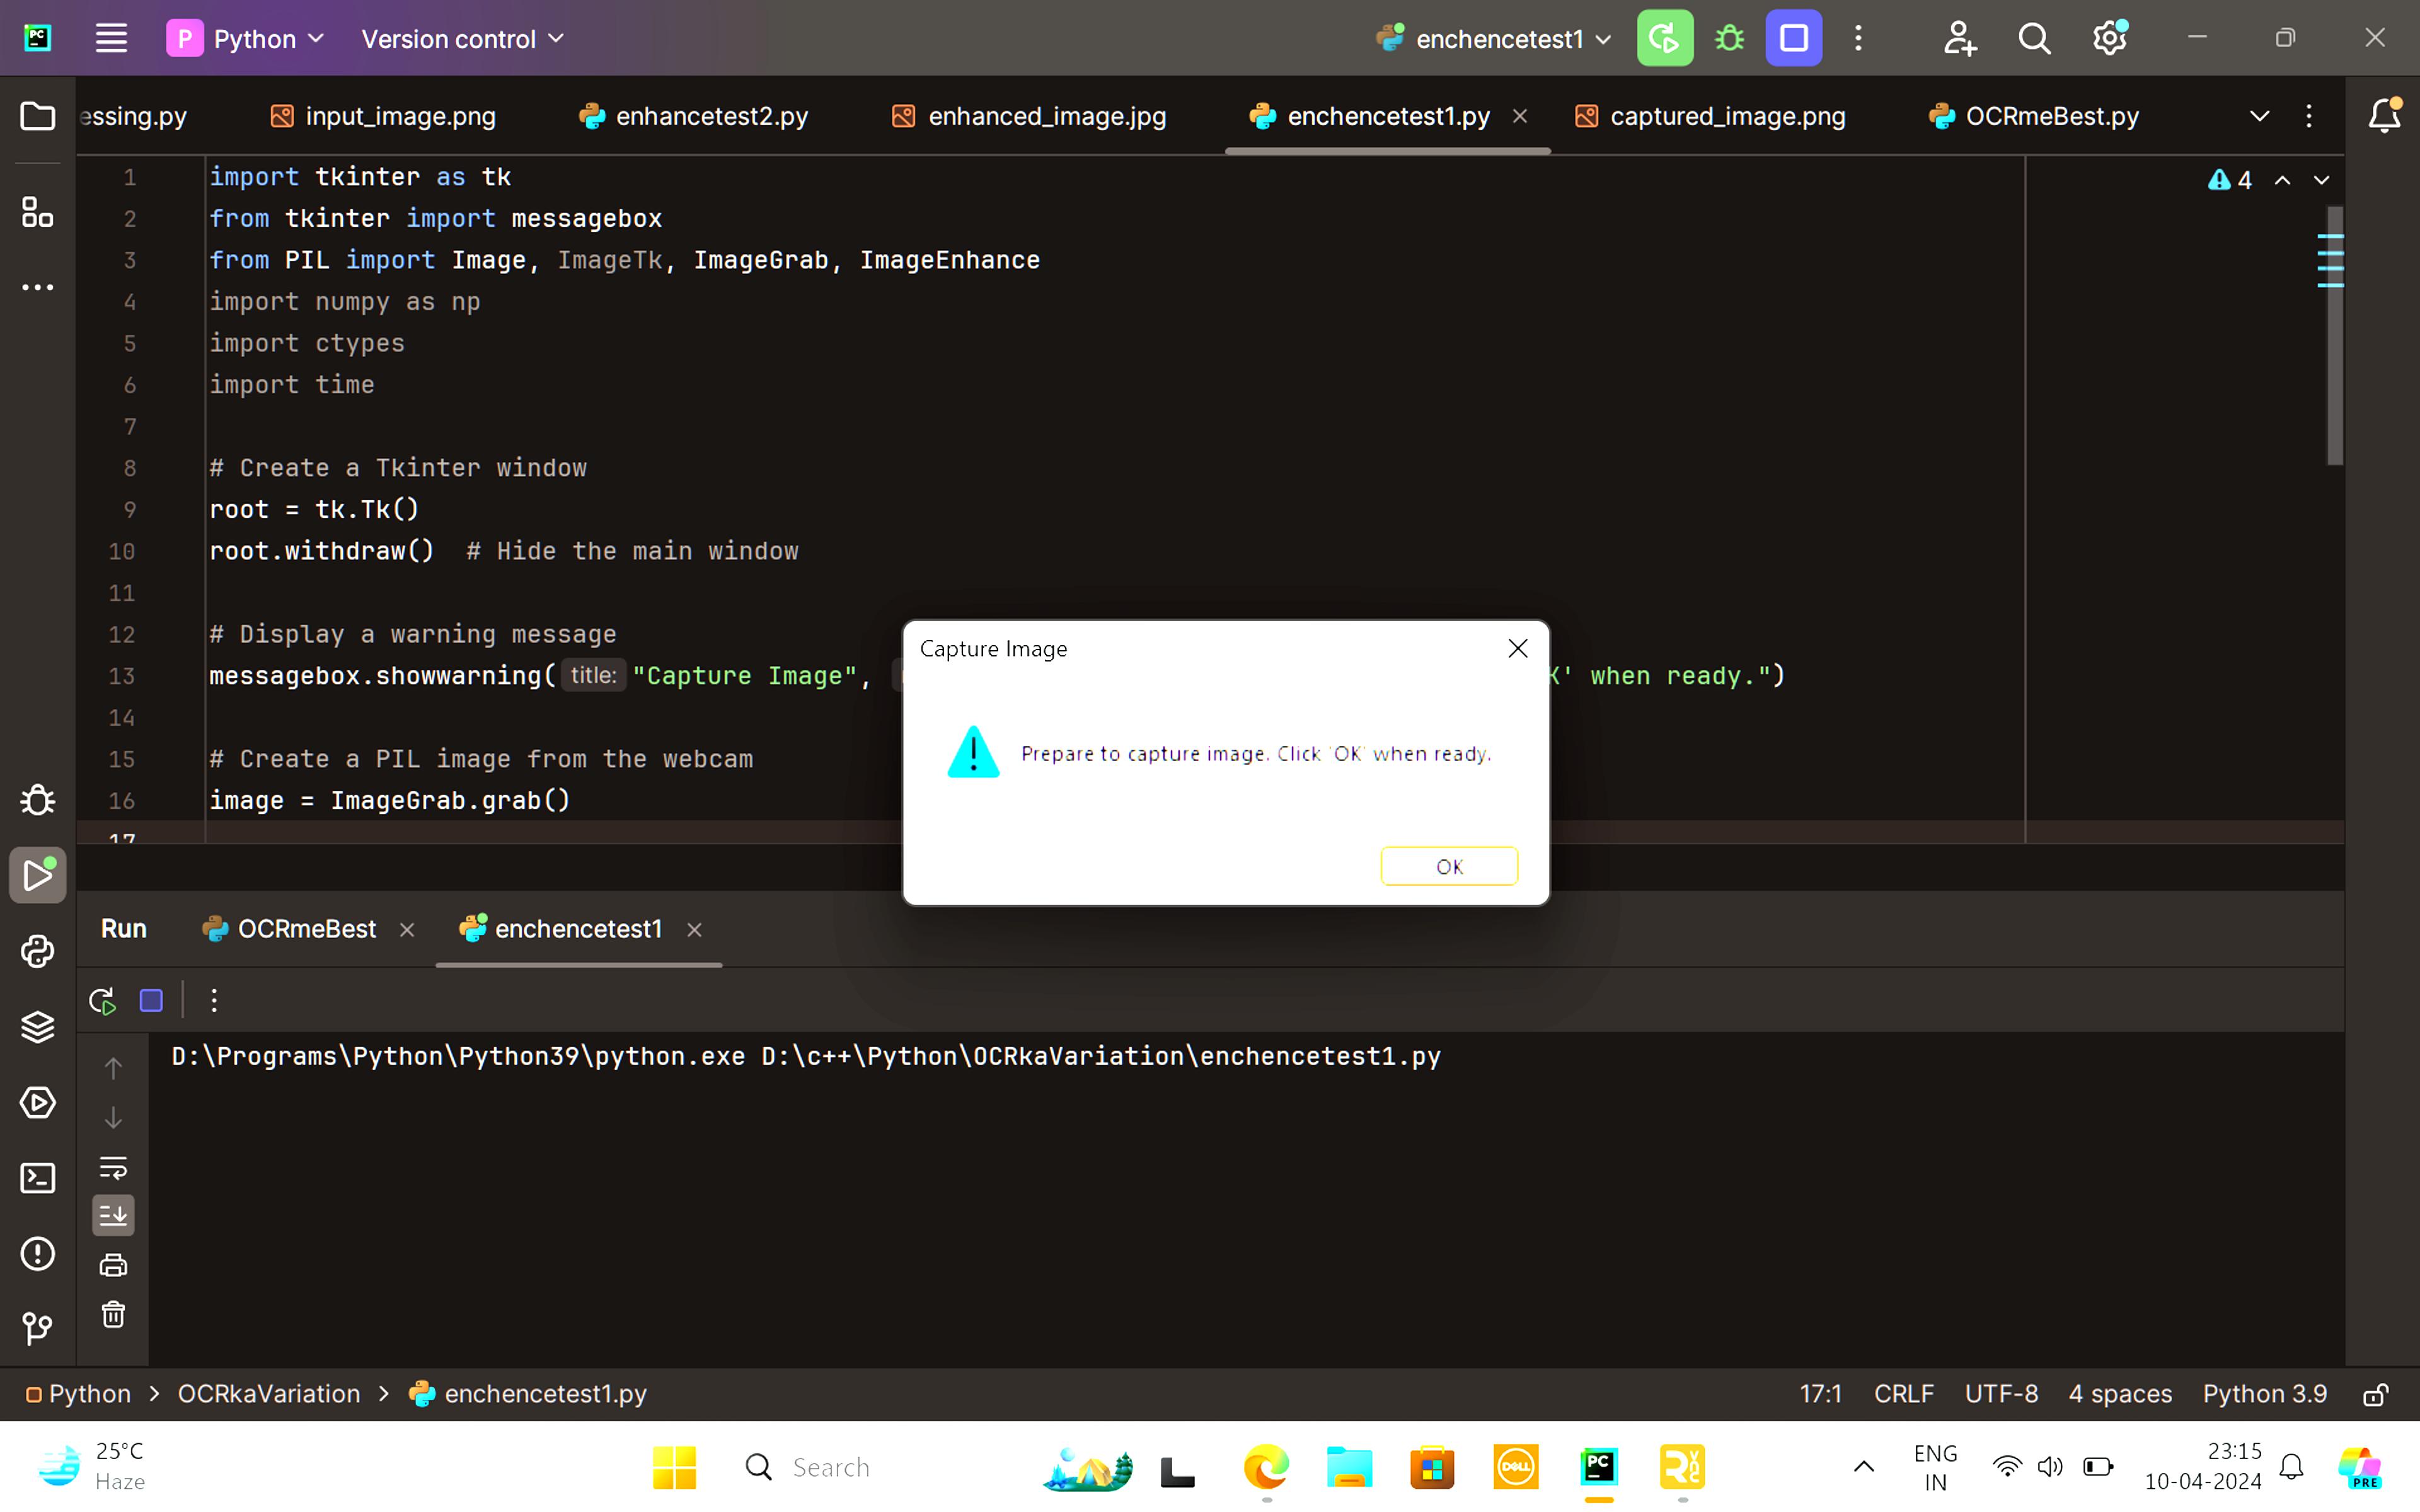 PC
P Python Version control enchencetest1
essing.py input_image.png enhancetest2.py enhanced_image.jpg enchencetest1.py captured_image.png OCRmeBest.py
4
1 import tkinter as tk
2 from tkinter import messagebox
3 from PIL import Image, ImageTk, ImageGrab, ImageEnhance
4 import numpy as np
5 import ctypes
6 import time
7
8 # Create a Tkinter window
9 root = tk.Tk()
10 root.withdraw()  # Hide the main window
11
12 # Display a warning message
13 messagebox.showwarning( title: "Capture Image", K' when ready.")
14
15 # Create a PIL image from the webcam
16 image = ImageGrab.grab()
17
Capture Image
Prepare to capture image. Click 'OK' when ready.
OK
Run OCRmeBest enchencetest1
D:\Programs\Python\Python39\python.exe D:\c++\Python\OCRkaVariation\enchencetest1.py
Python > OCRkaVariation > enchencetest1.py 17:1 CRLF UTF-8 4 spaces Python 3.9
25°C
Haze
Search
DELL
PC
ENG
IN
23:15
10-04-2024
PRE